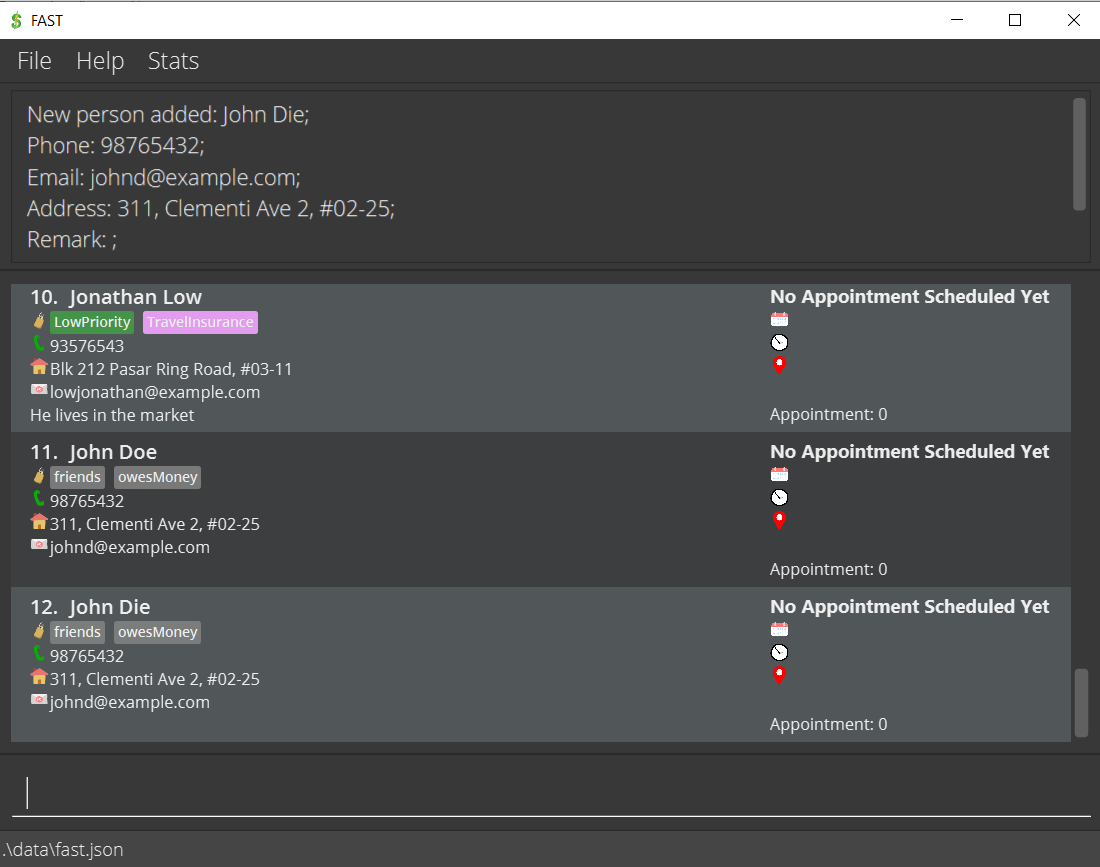 FAST
File Help Stats
New person added: John Die;
Phone: 98765432;
Email: johnd@example.com;
Address: 311, Clementi Ave 2, #02-25;
Remark: ;
10. Jonathan Low
No Appointment Scheduled Yet
LowPriority TravelInsurance
93576543
Blk 212 Pasar Ring Road, #03-11
lowjonathan@example.com
He lives in the market
Appointment: 0
11. John Doe
No Appointment Scheduled Yet
friends owesMoney
98765432
311, Clementi Ave 2, #02-25
johnd@example.com
Appointment: 0
12. John Die
No Appointment Scheduled Yet
friends owesMoney
98765432
311, Clementi Ave 2, #02-25
johnd@example.com
Appointment: 0
.\data\fast.json